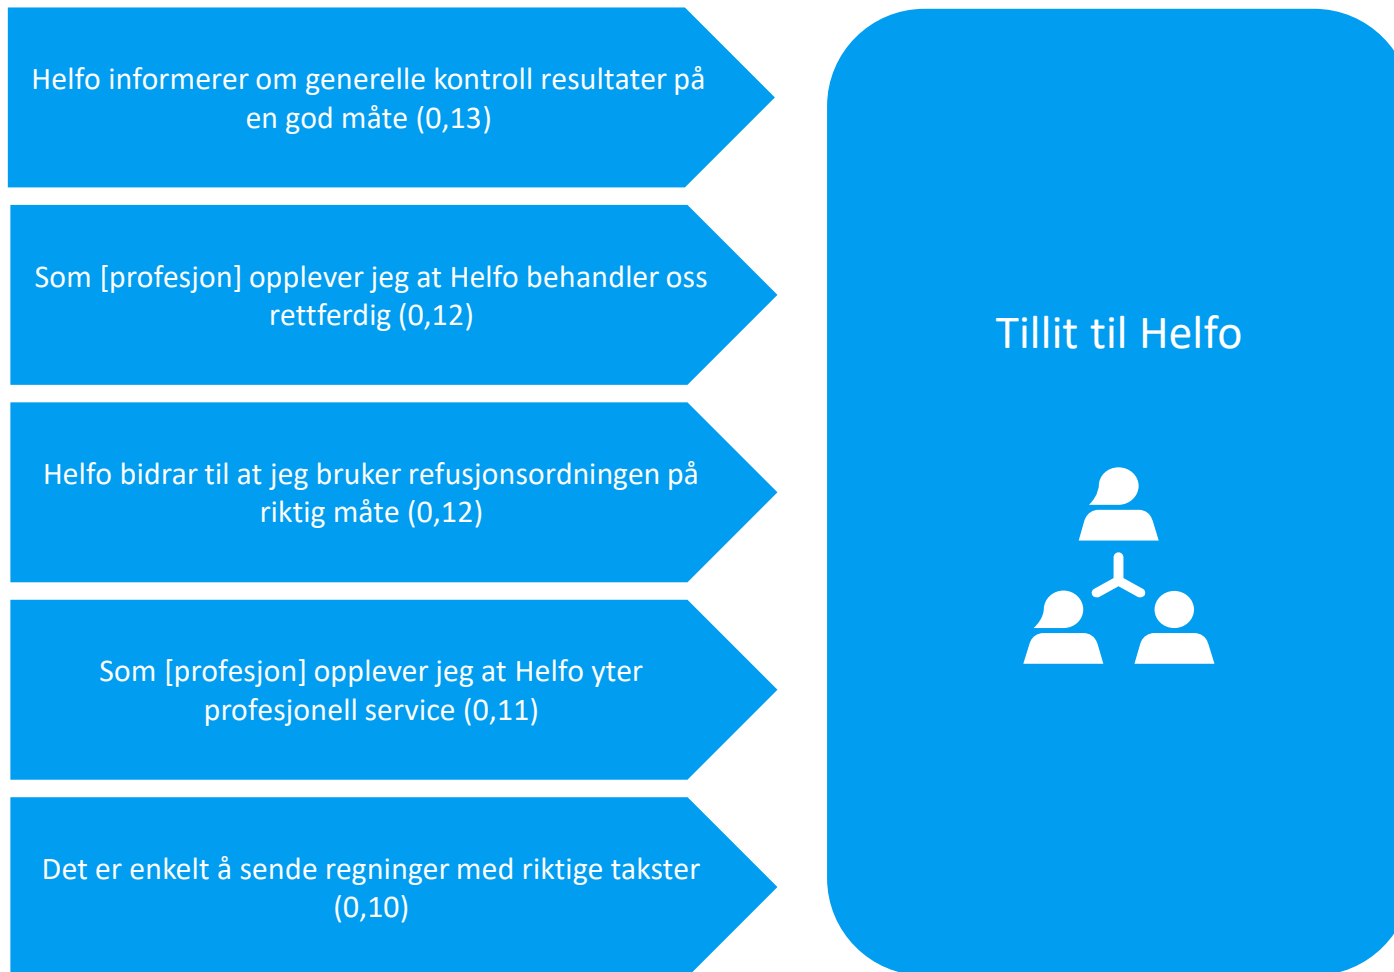 Helfo informerer om generelle kontroll resultater på
en god måte (0,13)
Som [profesjon] opplever jeg at Helfo behandler oss
rettferdig (0,12)
Helfo bidrar til at jeg bruker refusjonsordningen på
riktig måte (0,12)
Som [profesjon] opplever jeg at Helfo yter
profesjonell service (0,11)
Det er enkelt å sende regninger med riktige takster
(0,10)
Tillit til Helfo